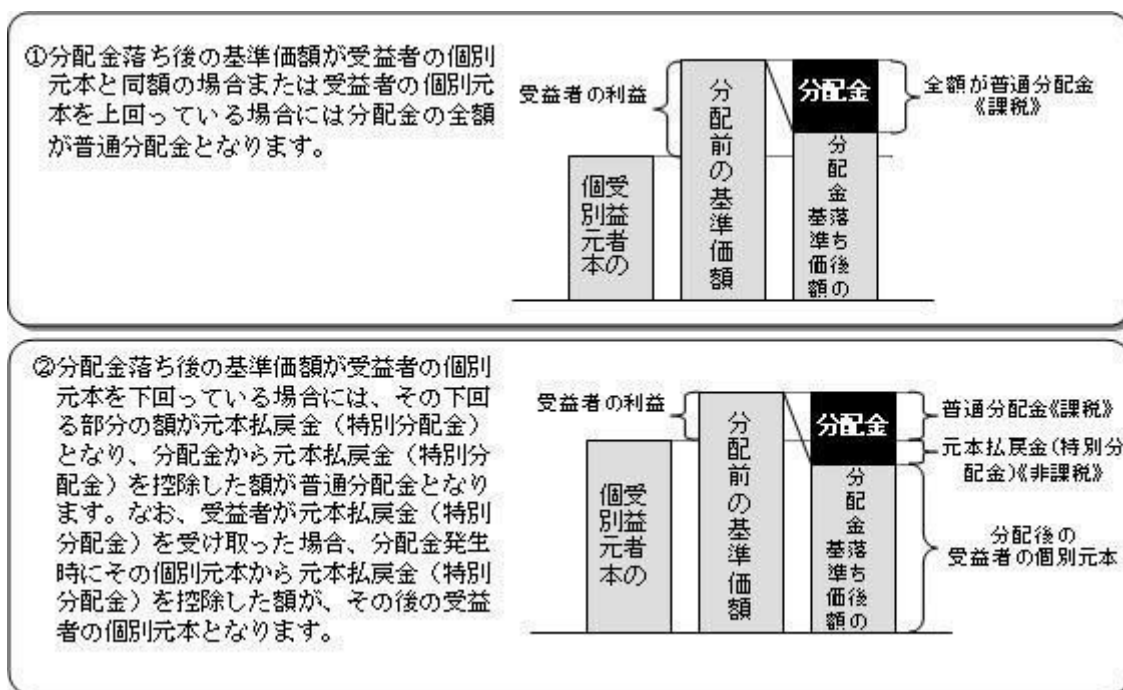 ①分配金落ち後の基準価額が受益者の個別
元本と同額の場合または受益者の個別元
本を上回っている場合には分配金の全額
が普通分配金となります。
受益者の利益
受益者の
個別元本
分配前の基準価額
分配金
分配金落ち後の
基準価額
全額が普通分配金
《課税》
②分配金落ち後の基準価額が受益者の個別
元本を下回っている場合には、その下回
る部分の額が元本払戻金（特別分配金）
となり、分配金から元本払戻金（特別分
配金）を控除した額が普通分配金となり
ます。なお、受益者が元本払戻金（特別
分配金）を受け取った場合、分配金発生
時にその個別元本から元本払戻金（特別
分配金）を控除した額が、その後の受益
者の個別元本となります。
受益者の利益
受益者の
個別元本
分配前の基準価額
分配金
分配金落ち後の
基準価額
普通分配金《課税》
元本払戻金(特別分
配金)《非課税》
分配後の
受益者の個別元本